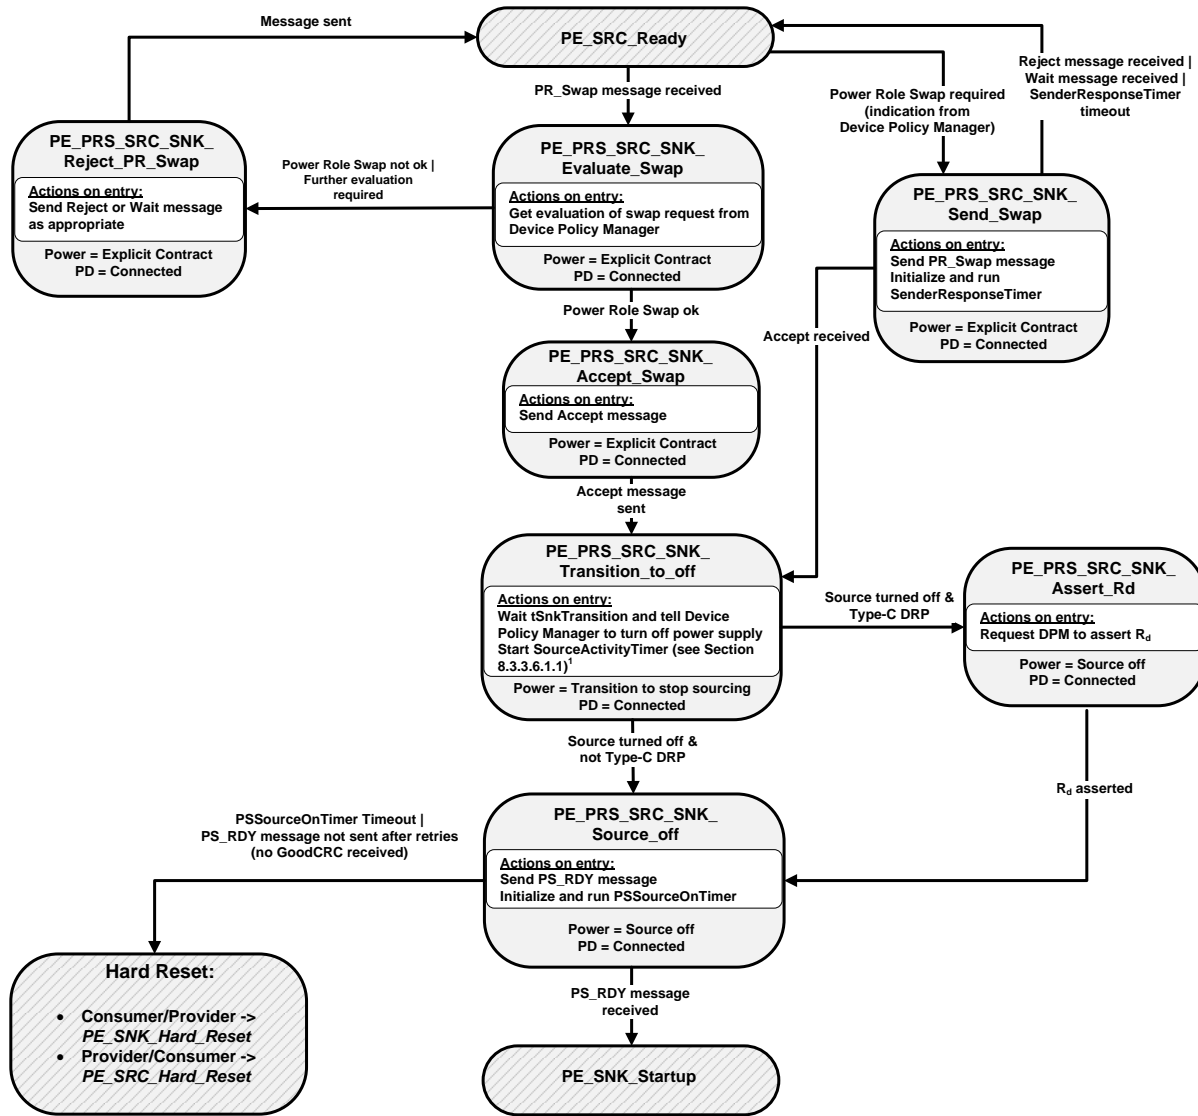 Message sent
PE_SRC_Ready
PR_Swap message received
Power Role Swap required
(indication from
Device Policy Manager)
Reject message received |
Wait message received |
SenderResponseTimer
timeout
PE_PRS_SRC_SNK_
Reject_PR_Swap
Actions on entry:
Send Reject or Wait message
as appropriate
Power = Explicit Contract
PD = Connected
Power Role Swap not ok |
Further evaluation
required
PE_PRS_SRC_SNK_
Evaluate_Swap
Actions on entry:
Get evaluation of swap request from
Device Policy Manager
Power = Explicit Contract
PD = Connected
PE_PRS_SRC_SNK_
Send_Swap
Actions on entry:
Send PR_Swap message
Initialize and run
SenderResponseTimer
Power = Explicit Contract
PD = Connected
Power Role Swap ok
Accept received
PE_PRS_SRC_SNK_
Accept_Swap
Actions on entry:
Send Accept message
Power = Explicit Contract
PD = Connected
Accept message
sent
PE_PRS_SRC_SNK_
Transition_to_off
Actions on entry:
Wait tSnkTransition and tell Device
Policy Manager to turn off power supply
Start SourceActivityTimer (see Section
8.3.3.6.1.1)¹
Power = Transition to stop sourcing
PD = Connected
Source turned off &
Type-C DRP
PE_PRS_SRC_SNK_
Assert_Rd
Actions on entry:
Request DPM to assert Rd
Power = Source off
PD = Connected
Source turned off &
not Type-C DRP
Rd asserted
PE_PRS_SRC_SNK_
Source_off
Actions on entry:
Send PS_RDY message
Initialize and run PSSourceOnTimer
Power = Source off
PD = Connected
PSSourceOnTimer Timeout |
PS_RDY message not sent after retries
(no GoodCRC received)
Hard Reset:
• Consumer/Provider ->
PE_SNK_Hard_Reset
• Provider/Consumer ->
PE_SRC_Hard_Reset
PS_RDY message
received
PE_SNK_Startup